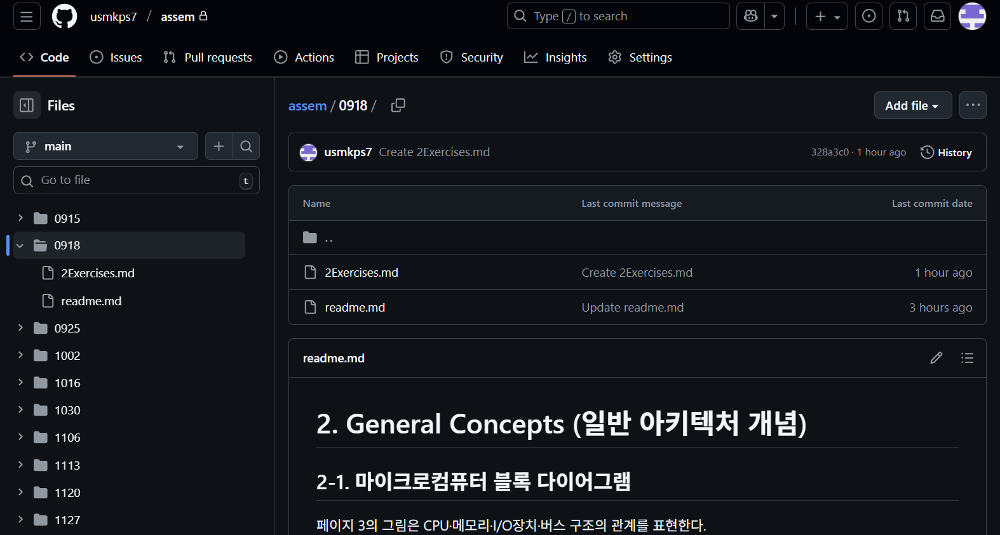 usmkps7 / assem
Type / to search
Code
Issues
Pull requests
Actions
Projects
Security
Insights
Settings
Files
main
Go to file
t
0915
0918
2Exercises.md
readme.md
0925
1002
1016
1030
1106
1113
1120
1127
assem / 0918 /
Add file
usmkps7 Create 2Exercises.md
328a3c0 · 1 hour ago
History
Name Last commit message Last commit date
..
2Exercises.md Create 2Exercises.md 1 hour ago
readme.md Update readme.md 3 hours ago
readme.md
2. General Concepts (일반 아키텍처 개념)
2-1. 마이크로컴퓨터 블록 다이어그램
페이지 3의 그림은 CPU·메모리·I/O장치·버스 구조의 관계를 표현한다.